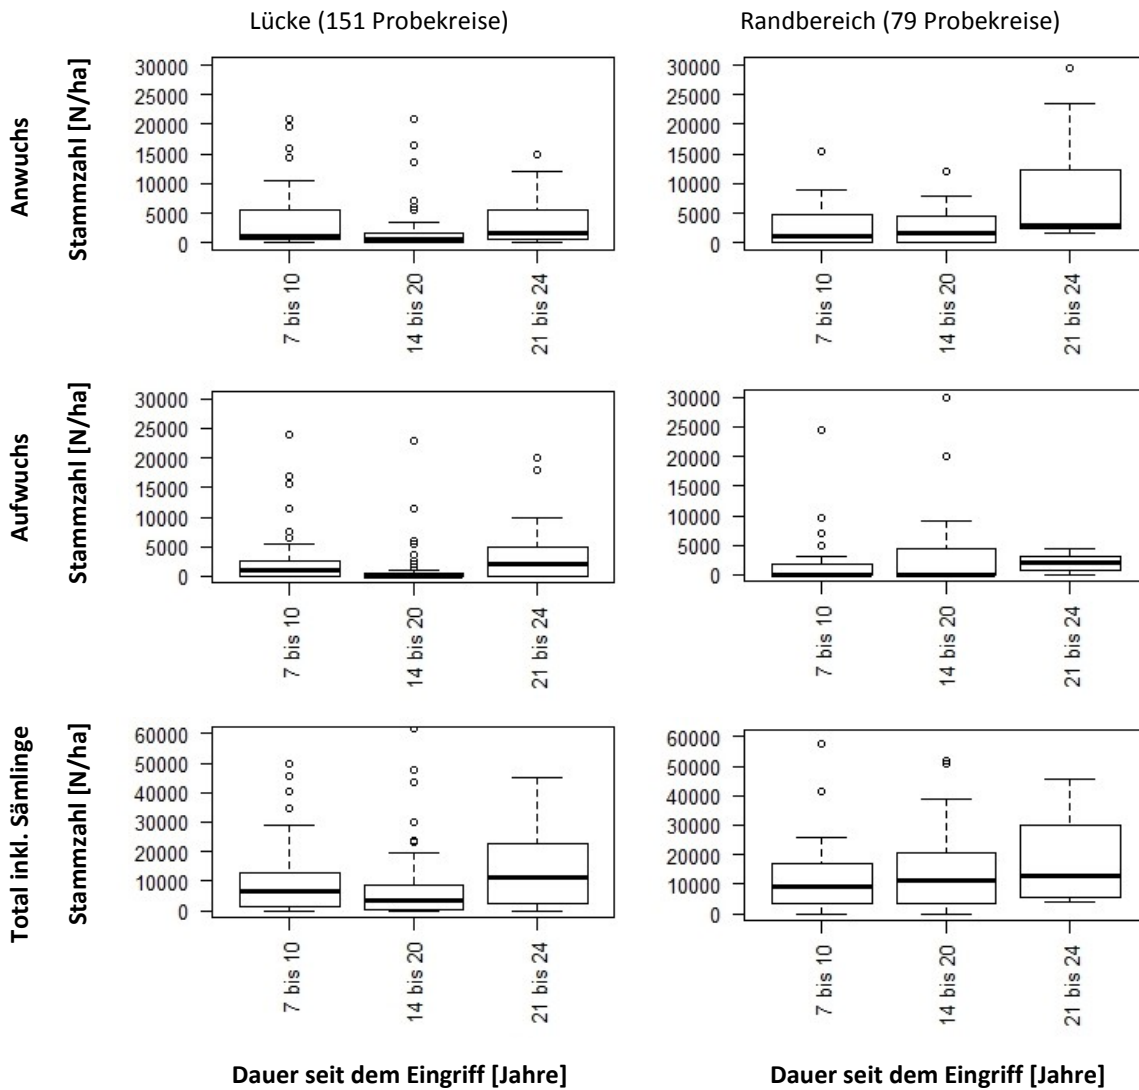 Lücke (151 Probekreise)
Randbereich (79 Probekreise)
Anwuchs
Stammzahl [N/ha]
30000
25000
20000
15000
10000
5000
0
7 bis 10
14 bis 20
21 bis 24
30000
25000
20000
15000
10000
5000
0
7 bis 10
14 bis 20
21 bis 24
Aufwuchs
Stammzahl [N/ha]
30000
25000
20000
15000
10000
5000
0
7 bis 10
14 bis 20
21 bis 24
30000
25000
20000
15000
10000
5000
0
7 bis 10
14 bis 20
21 bis 24
Total inkl. Sämlinge
Stammzahl [N/ha]
60000
50000
40000
30000
20000
10000
0
7 bis 10
14 bis 20
21 bis 24
60000
50000
40000
30000
20000
10000
0
7 bis 10
14 bis 20
21 bis 24
Dauer seit dem Eingriff [Jahre]
Dauer seit dem Eingriff [Jahre]